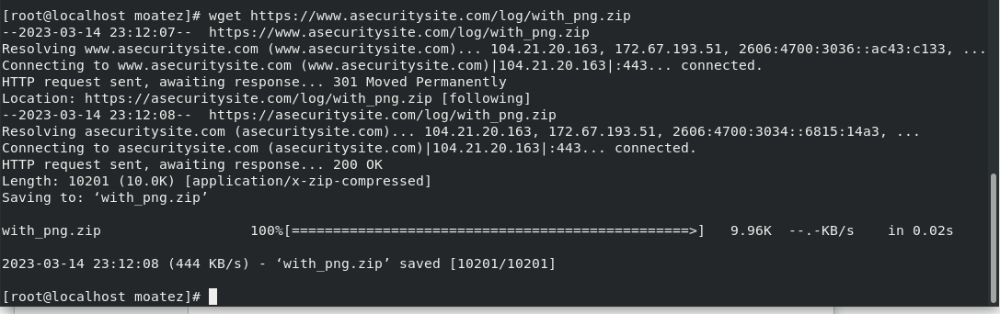 [root@localhost moatez]# wget https://www.asecuritysite.com/log/with_png.zip
--2023-03-14 23:12:07--  https://www.asecuritysite.com/log/with_png.zip
Resolving www.asecuritysite.com (www.asecuritysite.com)... 104.21.20.163, 172.67.193.51, 2606:4700:3036::ac43:c133, ...
Connecting to www.asecuritysite.com (www.asecuritysite.com)|104.21.20.163|:443... connected.
HTTP request sent, awaiting response... 301 Moved Permanently
Location: https://asecuritysite.com/log/with_png.zip [following]
--2023-03-14 23:12:08--  https://asecuritysite.com/log/with_png.zip
Resolving asecuritysite.com (asecuritysite.com)... 104.21.20.163, 172.67.193.51, 2606:4700:3034::6815:14a3, ...
Connecting to asecuritysite.com (asecuritysite.com)|104.21.20.163|:443... connected.
HTTP request sent, awaiting response... 200 OK
Length: 10201 (10.0K) [application/x-zip-compressed]
Saving to: ‘with_png.zip’
with_png.zip                  100%[================================================>]   9.96K  --.-KB/s    in 0.02s
2023-03-14 23:12:08 (444 KB/s) - ‘with_png.zip’ saved [10201/10201]
[root@localhost moatez]#